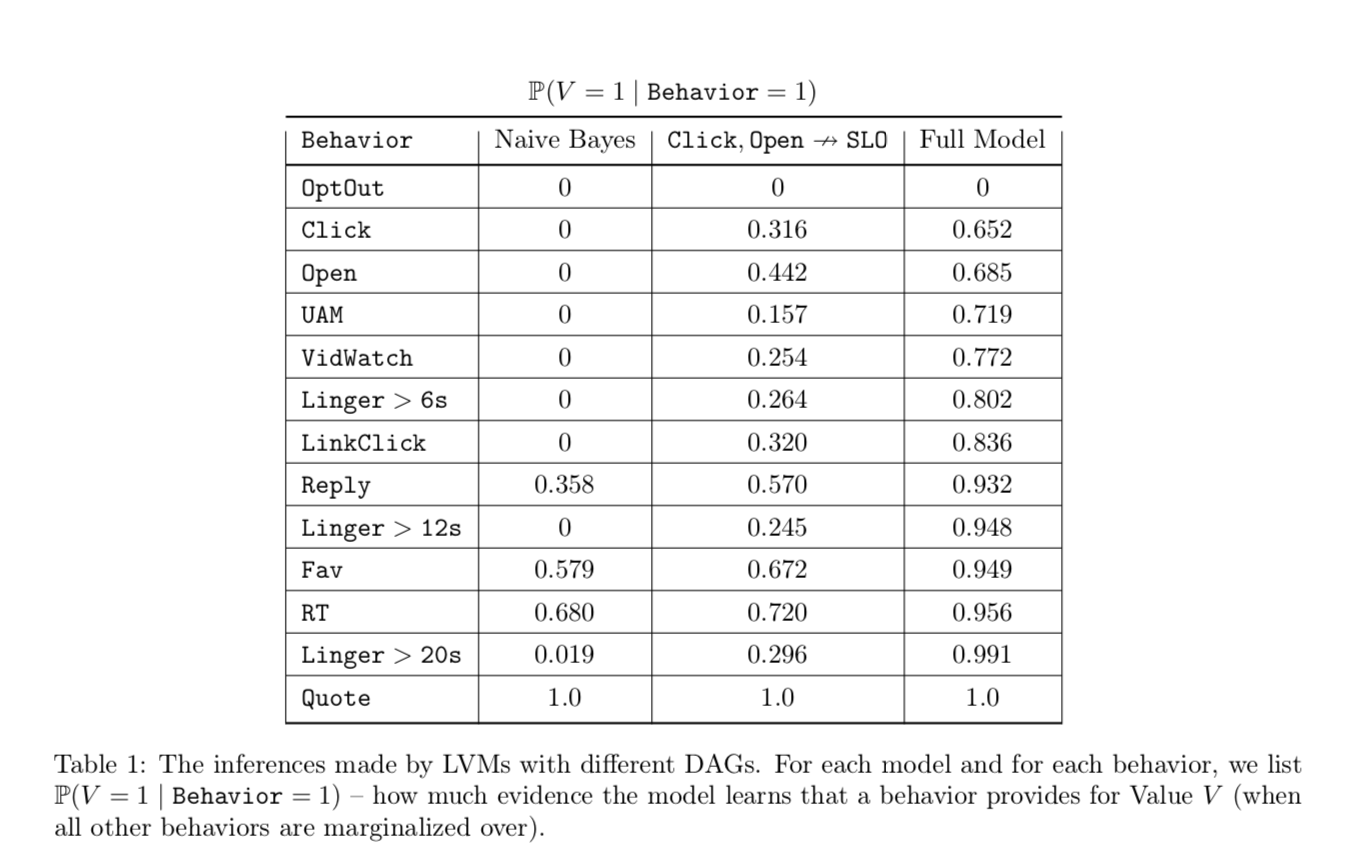 ℙ(V = 1 | Behavior = 1)
Behavior Naive Bayes Click, Open ↛ SLO Full Model
OptOut 0 0 0
Click 0 0.316 0.652
Open 0 0.442 0.685
UAM 0 0.157 0.719
VidWatch 0 0.254 0.772
Linger > 6s 0 0.264 0.802
LinkClick 0 0.320 0.836
Reply 0.358 0.570 0.932
Linger > 12s 0 0.245 0.948
Fav 0.579 0.672 0.949
RT 0.680 0.720 0.956
Linger > 20s 0.019 0.296 0.991
Quote 1.0 1.0 1.0
Table 1: The inferences made by LVMs with different DAGs. For each model and for each behavior, we list
ℙ(V = 1 | Behavior = 1) – how much evidence the model learns that a behavior provides for Value V (when
all other behaviors are marginalized over).